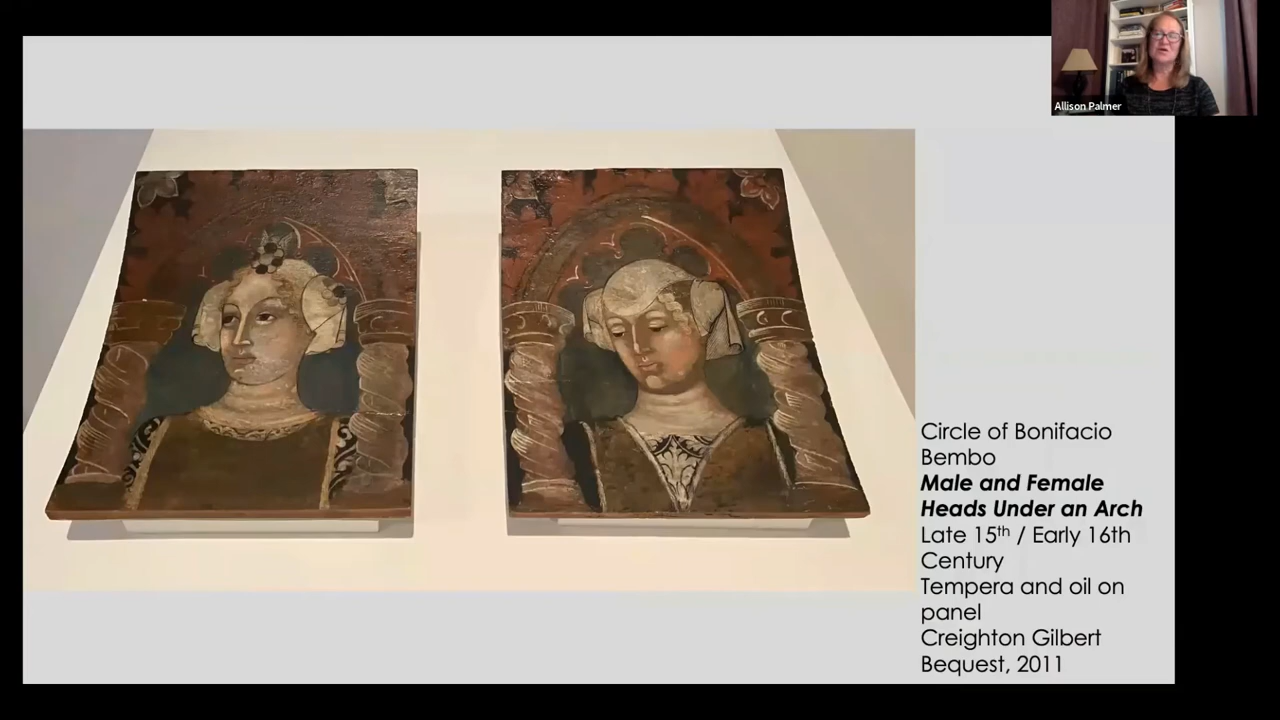 Allison Palmer
Circle of Bonifacio
Bembo
Male and Female
Heads Under an Arch
Late 15th / Early 16th
Century
Tempera and oil on
panel
Creighton Gilbert
Bequest, 2011